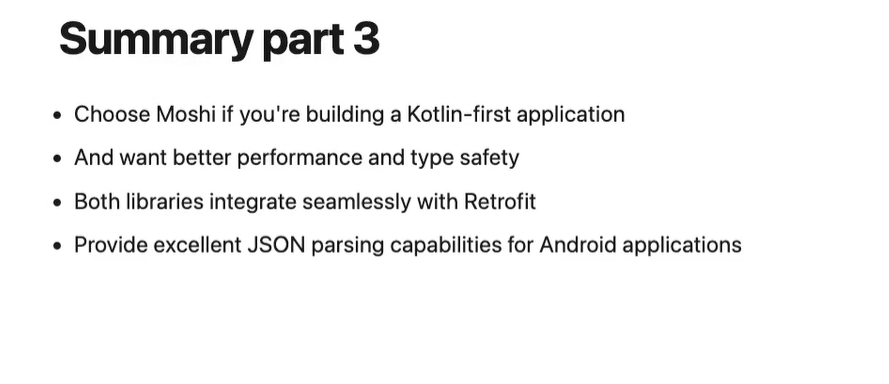 Summary part 3
• Choose Moshi if you're building a Kotlin-first application
• And want better performance and type safety
• Both libraries integrate seamlessly with Retrofit
• Provide excellent JSON parsing capabilities for Android applications